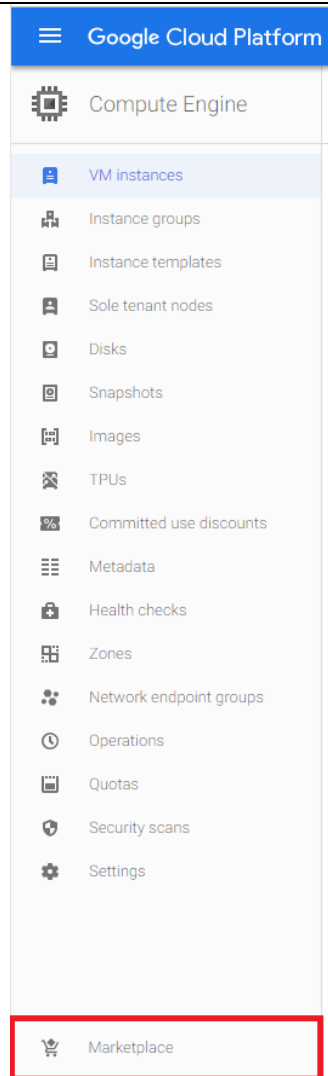 Google Cloud Platform
Compute Engine
VM instances
Instance groups
Instance templates
Sole tenant nodes
Disks
Snapshots
Images
TPUs
% Committed use discounts
Metadata
Health checks
Zones
Network endpoint groups
Operations
Quotas
Security scans
Settings
Marketplace